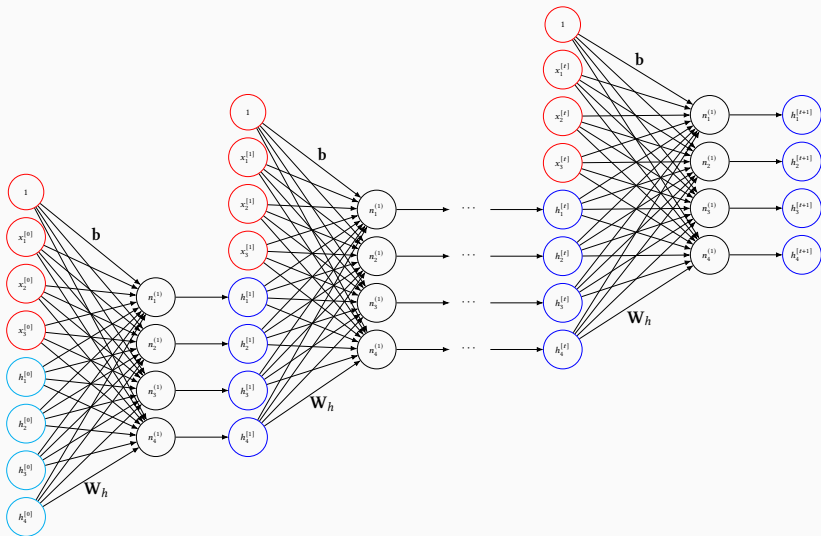 1
x_1^{[0]}
x_2^{[0]}
x_3^{[0]}
h_1^{[0]}
h_2^{[0]}
h_3^{[0]}
h_4^{[0]}
b
W_h
n_1^{(1)}
n_2^{(1)}
n_3^{(1)}
n_4^{(1)}
1
x_1^{[1]}
x_2^{[1]}
x_3^{[1]}
h_1^{[1]}
h_2^{[1]}
h_3^{[1]}
h_4^{[1]}
b
W_h
n_1^{(1)}
n_2^{(1)}
n_3^{(1)}
n_4^{(1)}
...
...
...
...
1
x_1^{[t]}
x_2^{[t]}
x_3^{[t]}
h_1^{[t]}
h_2^{[t]}
h_3^{[t]}
h_4^{[t]}
b
W_h
n_1^{(1)}
n_2^{(1)}
n_3^{(1)}
n_4^{(1)}
h_1^{[t+1]}
h_2^{[t+1]}
h_3^{[t+1]}
h_4^{[t+1]}